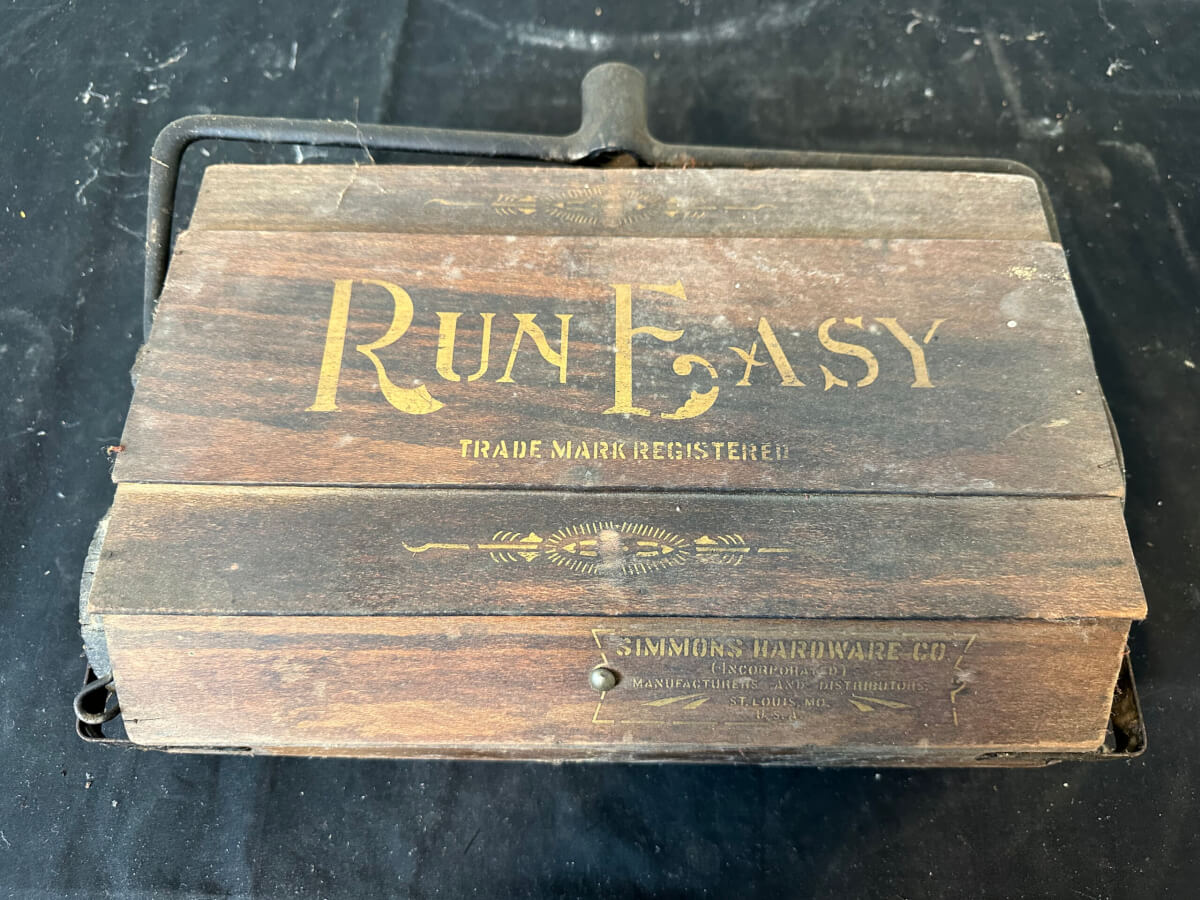 RUN EASY
TRADE MARK REGISTERED
SIMMONS HARDWARE CO.
(INCORPORATED)
MANUFACTURERS AND DISTRIBUTORS,
ST. LOUIS, MO.
U.S.A.